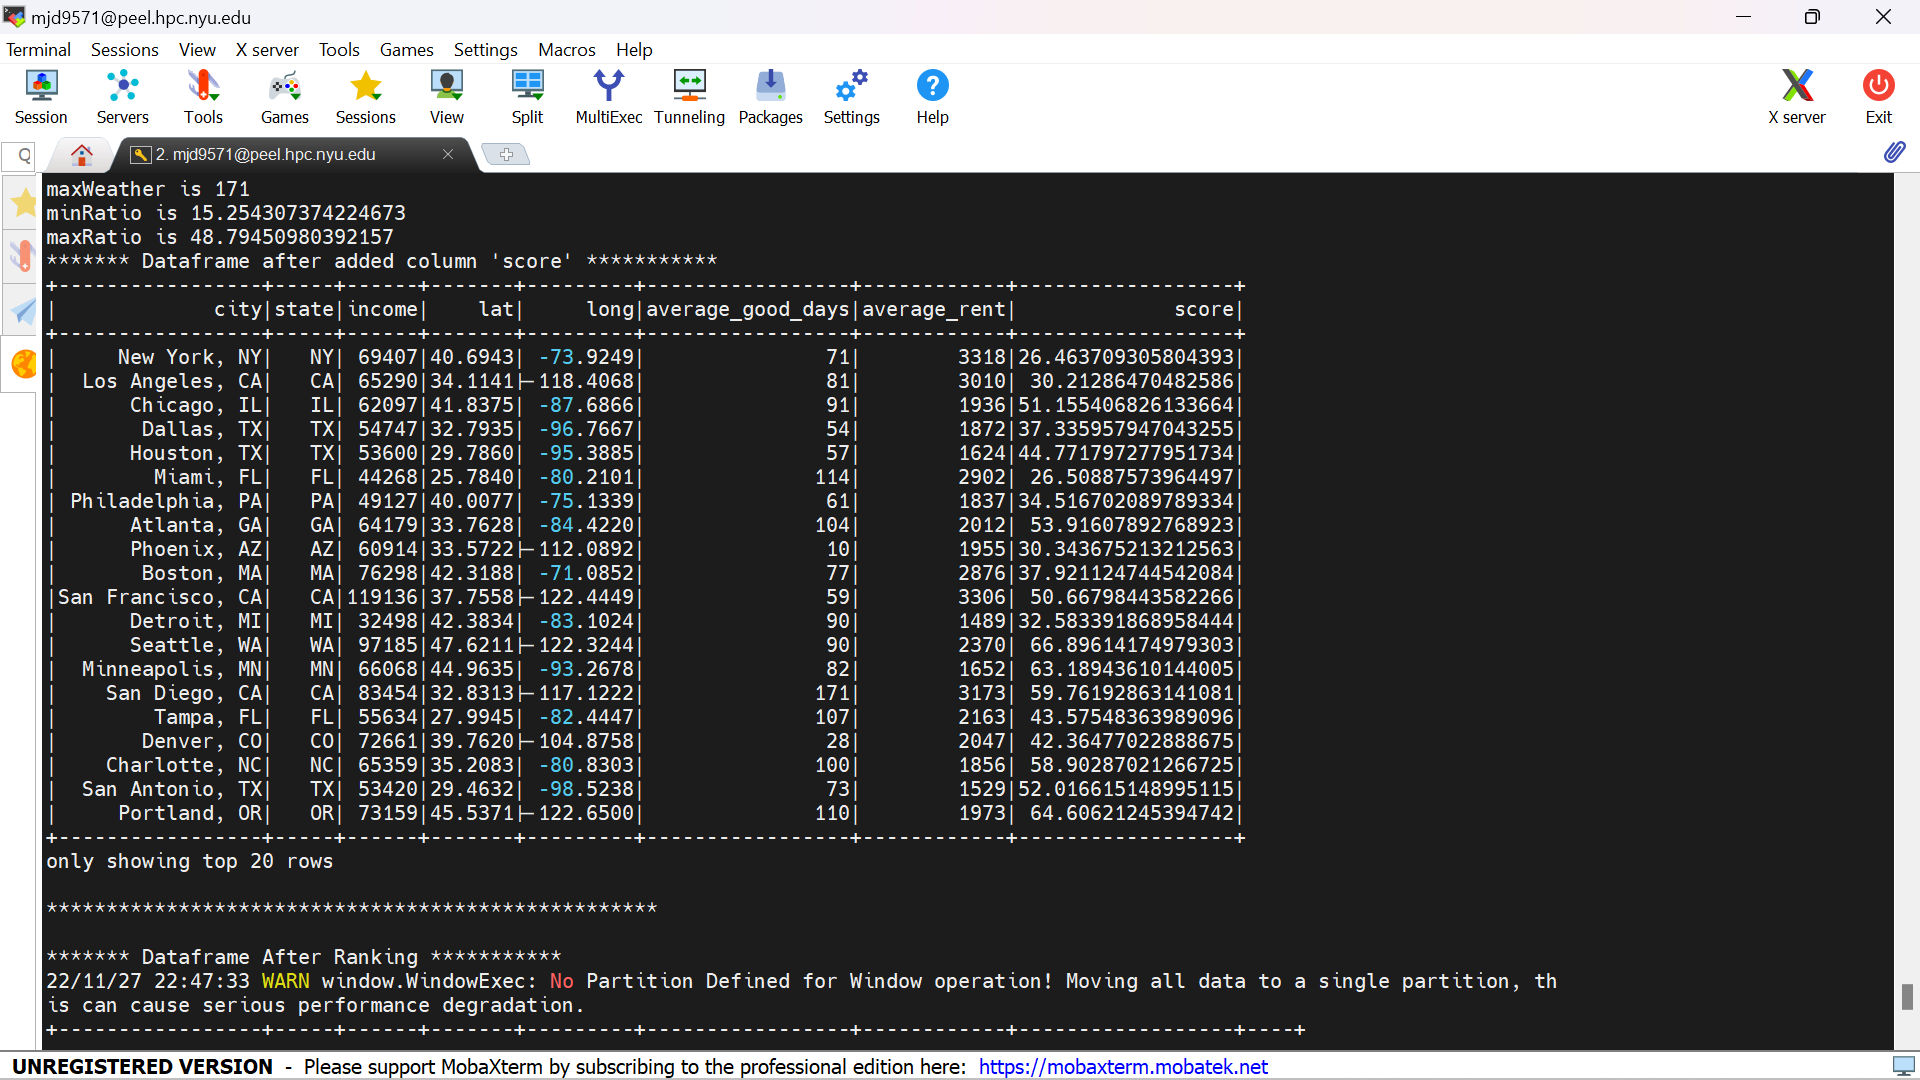 mjd9571@peel.hpc.nyu.edu
Terminal Sessions View X server Tools Games Settings Macros Help
Session Servers Tools Games Sessions View Split MultiExec Tunneling Packages Settings Help X server Exit
2. mjd9571@peel.hpc.nyu.edu
maxWeather is 171
minRatio is 15.254307374224673
maxRatio is 48.79450980392157
******* Dataframe after added column 'score' ***********
+-----------------+-----+------+-------+---------+-----------------+------------+------------------+
|             city|state|income|    lat|     long|average_good_days|average_rent|             score|
+-----------------+-----+------+-------+---------+-----------------+------------+------------------+
|     New York, NY|   NY| 69407|40.6943| -73.9249|               71|        3318|26.463709305804393|
|  Los Angeles, CA|   CA| 65290|34.1141|-118.4068|               81|        3010| 30.21286470482586|
|      Chicago, IL|   IL| 62097|41.8375| -87.6866|               91|        1936|51.155406826133664|
|       Dallas, TX|   TX| 54747|32.7935| -96.7667|               54|        1872|37.335957947043255|
|      Houston, TX|   TX| 53600|29.7860| -95.3885|               57|        1624|44.771797277951734|
|        Miami, FL|   FL| 44268|25.7840| -80.2101|              114|        2902| 26.50887573964497|
| Philadelphia, PA|   PA| 49127|40.0077| -75.1339|               61|        1837|34.516702089789334|
|      Atlanta, GA|   GA| 64179|33.7628| -84.4220|              104|        2012| 53.91607892768923|
|      Phoenix, AZ|   AZ| 60914|33.5722|-112.0892|               10|        1955|30.343675213212563|
|       Boston, MA|   MA| 76298|42.3188| -71.0852|               77|        2876|37.921124744542084|
|San Francisco, CA|   CA|119136|37.7558|-122.4449|               59|        3306| 50.66798443582266|
|      Detroit, MI|   MI| 32498|42.3834| -83.1024|               90|        1489|32.583391868958444|
|      Seattle, WA|   WA| 97185|47.6211|-122.3244|               90|        2370| 66.89614174979303|
|  Minneapolis, MN|   MN| 66068|44.9635| -93.2678|               82|        1652| 63.18943610144005|
|    San Diego, CA|   CA| 83454|32.8313|-117.1222|              171|        3173| 59.76192863141081|
|        Tampa, FL|   FL| 55634|27.9945| -82.4447|              107|        2163| 43.57548363989096|
|       Denver, CO|   CO| 72661|39.7620|-104.8758|               28|        2047| 42.36477022888675|
|    Charlotte, NC|   NC| 65359|35.2083| -80.8303|              100|        1856| 58.90287021266725|
|  San Antonio, TX|   TX| 53420|29.4632| -98.5238|               73|        1529|52.016615148995115|
|     Portland, OR|   OR| 73159|45.5371|-122.6500|              110|        1973| 64.60621245394742|
+-----------------+-----+------+-------+---------+-----------------+------------+------------------+
only showing top 20 rows
***************************************************
******* Dataframe After Ranking ***********
22/11/27 22:47:33 WARN window.WindowExec: No Partition Defined for Window operation! Moving all data to a single partition, th
is can cause serious performance degradation.
+-----------------+-----+------+-------+---------+-----------------+------------+------------------+----+
UNREGISTERED VERSION - Please support MobaXterm by subscribing to the professional edition here: https://mobaxterm.mobatek.net